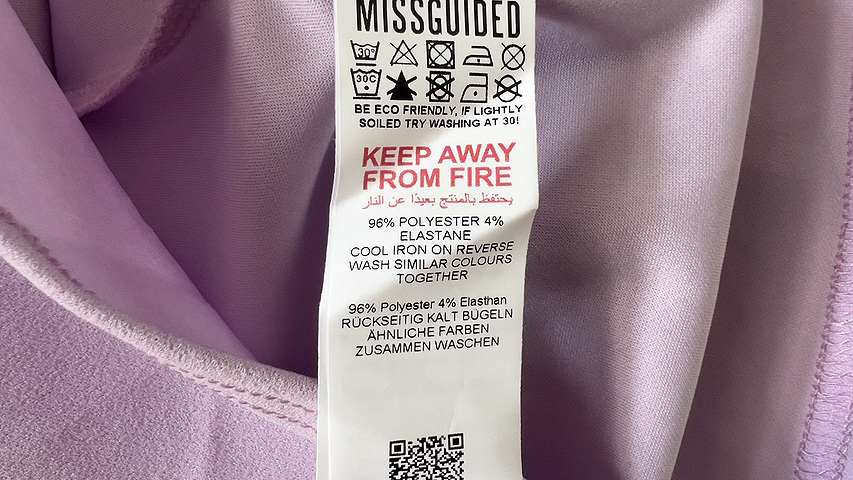 MISSGUIDED
30°
30C
BE ECO FRIENDLY, IF LIGHTLY
SOILED TRY WASHING AT 30!
KEEP AWAY
FROM FIRE
يحتفظ بالمنتج بعيدًا عن النار
96% POLYESTER 4%
ELASTANE
COOL IRON ON REVERSE
WASH SIMILAR COLOURS
TOGETHER
96% Polyester 4% Elasthan
RÜCKSEITIG KALT BÜGELN
ÄHNLICHE FARBEN
ZUSAMMEN WASCHEN